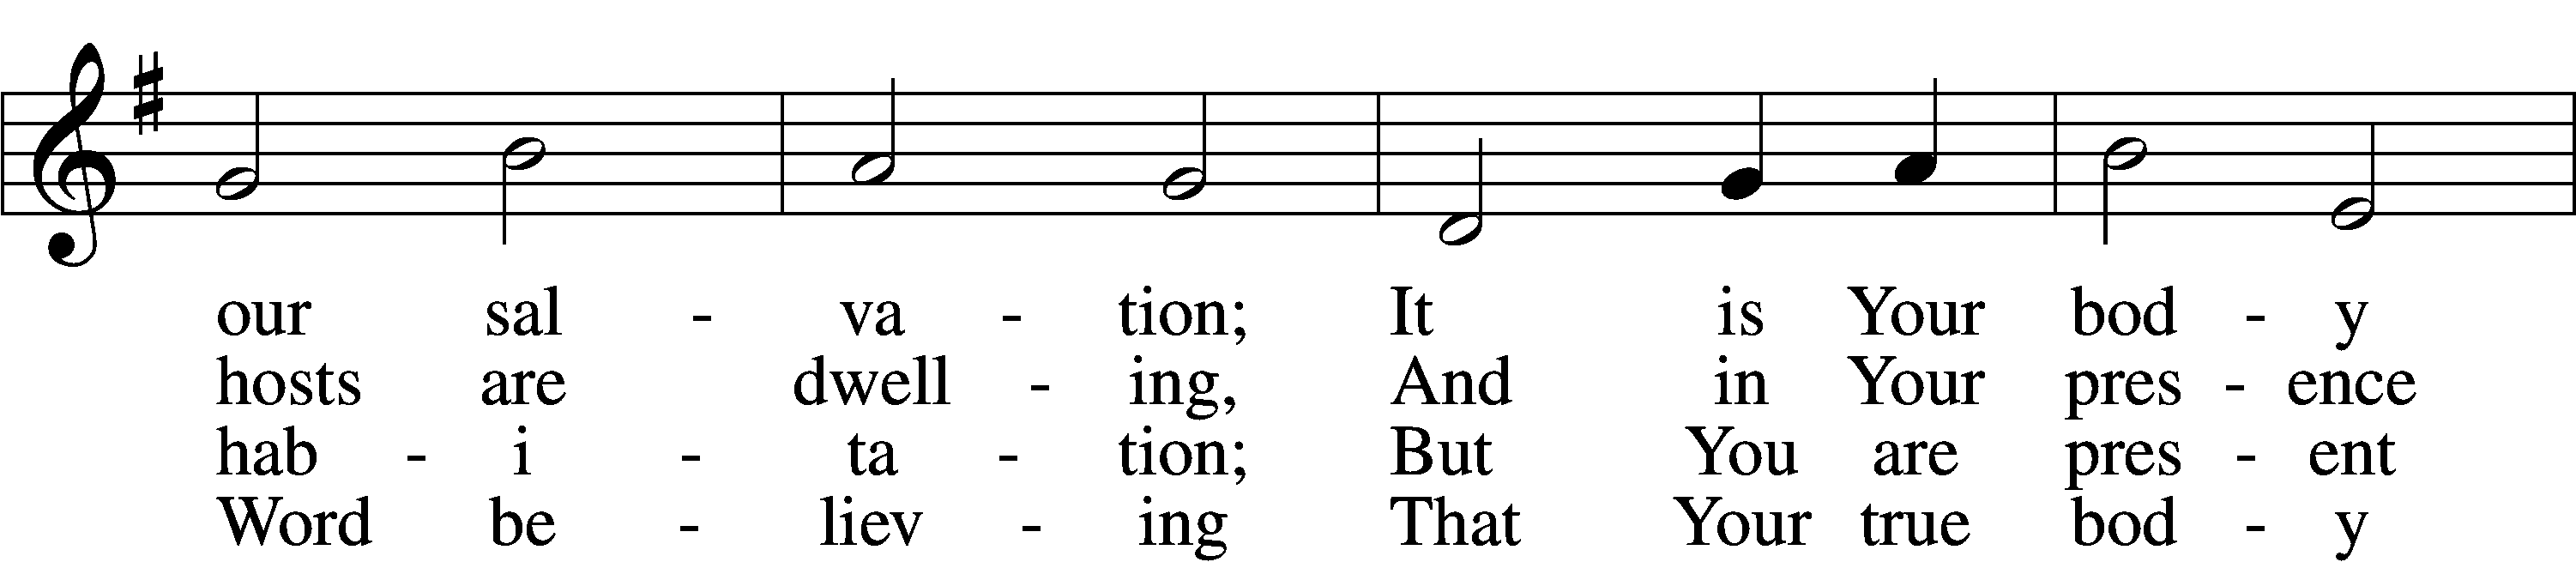 our sal - va - tion; It is Your bod - y
hosts are dwell - ing, And in Your pres - ence
hab - i - ta - tion; But You are pres - ent
Word be - liev - ing That Your true bod - y